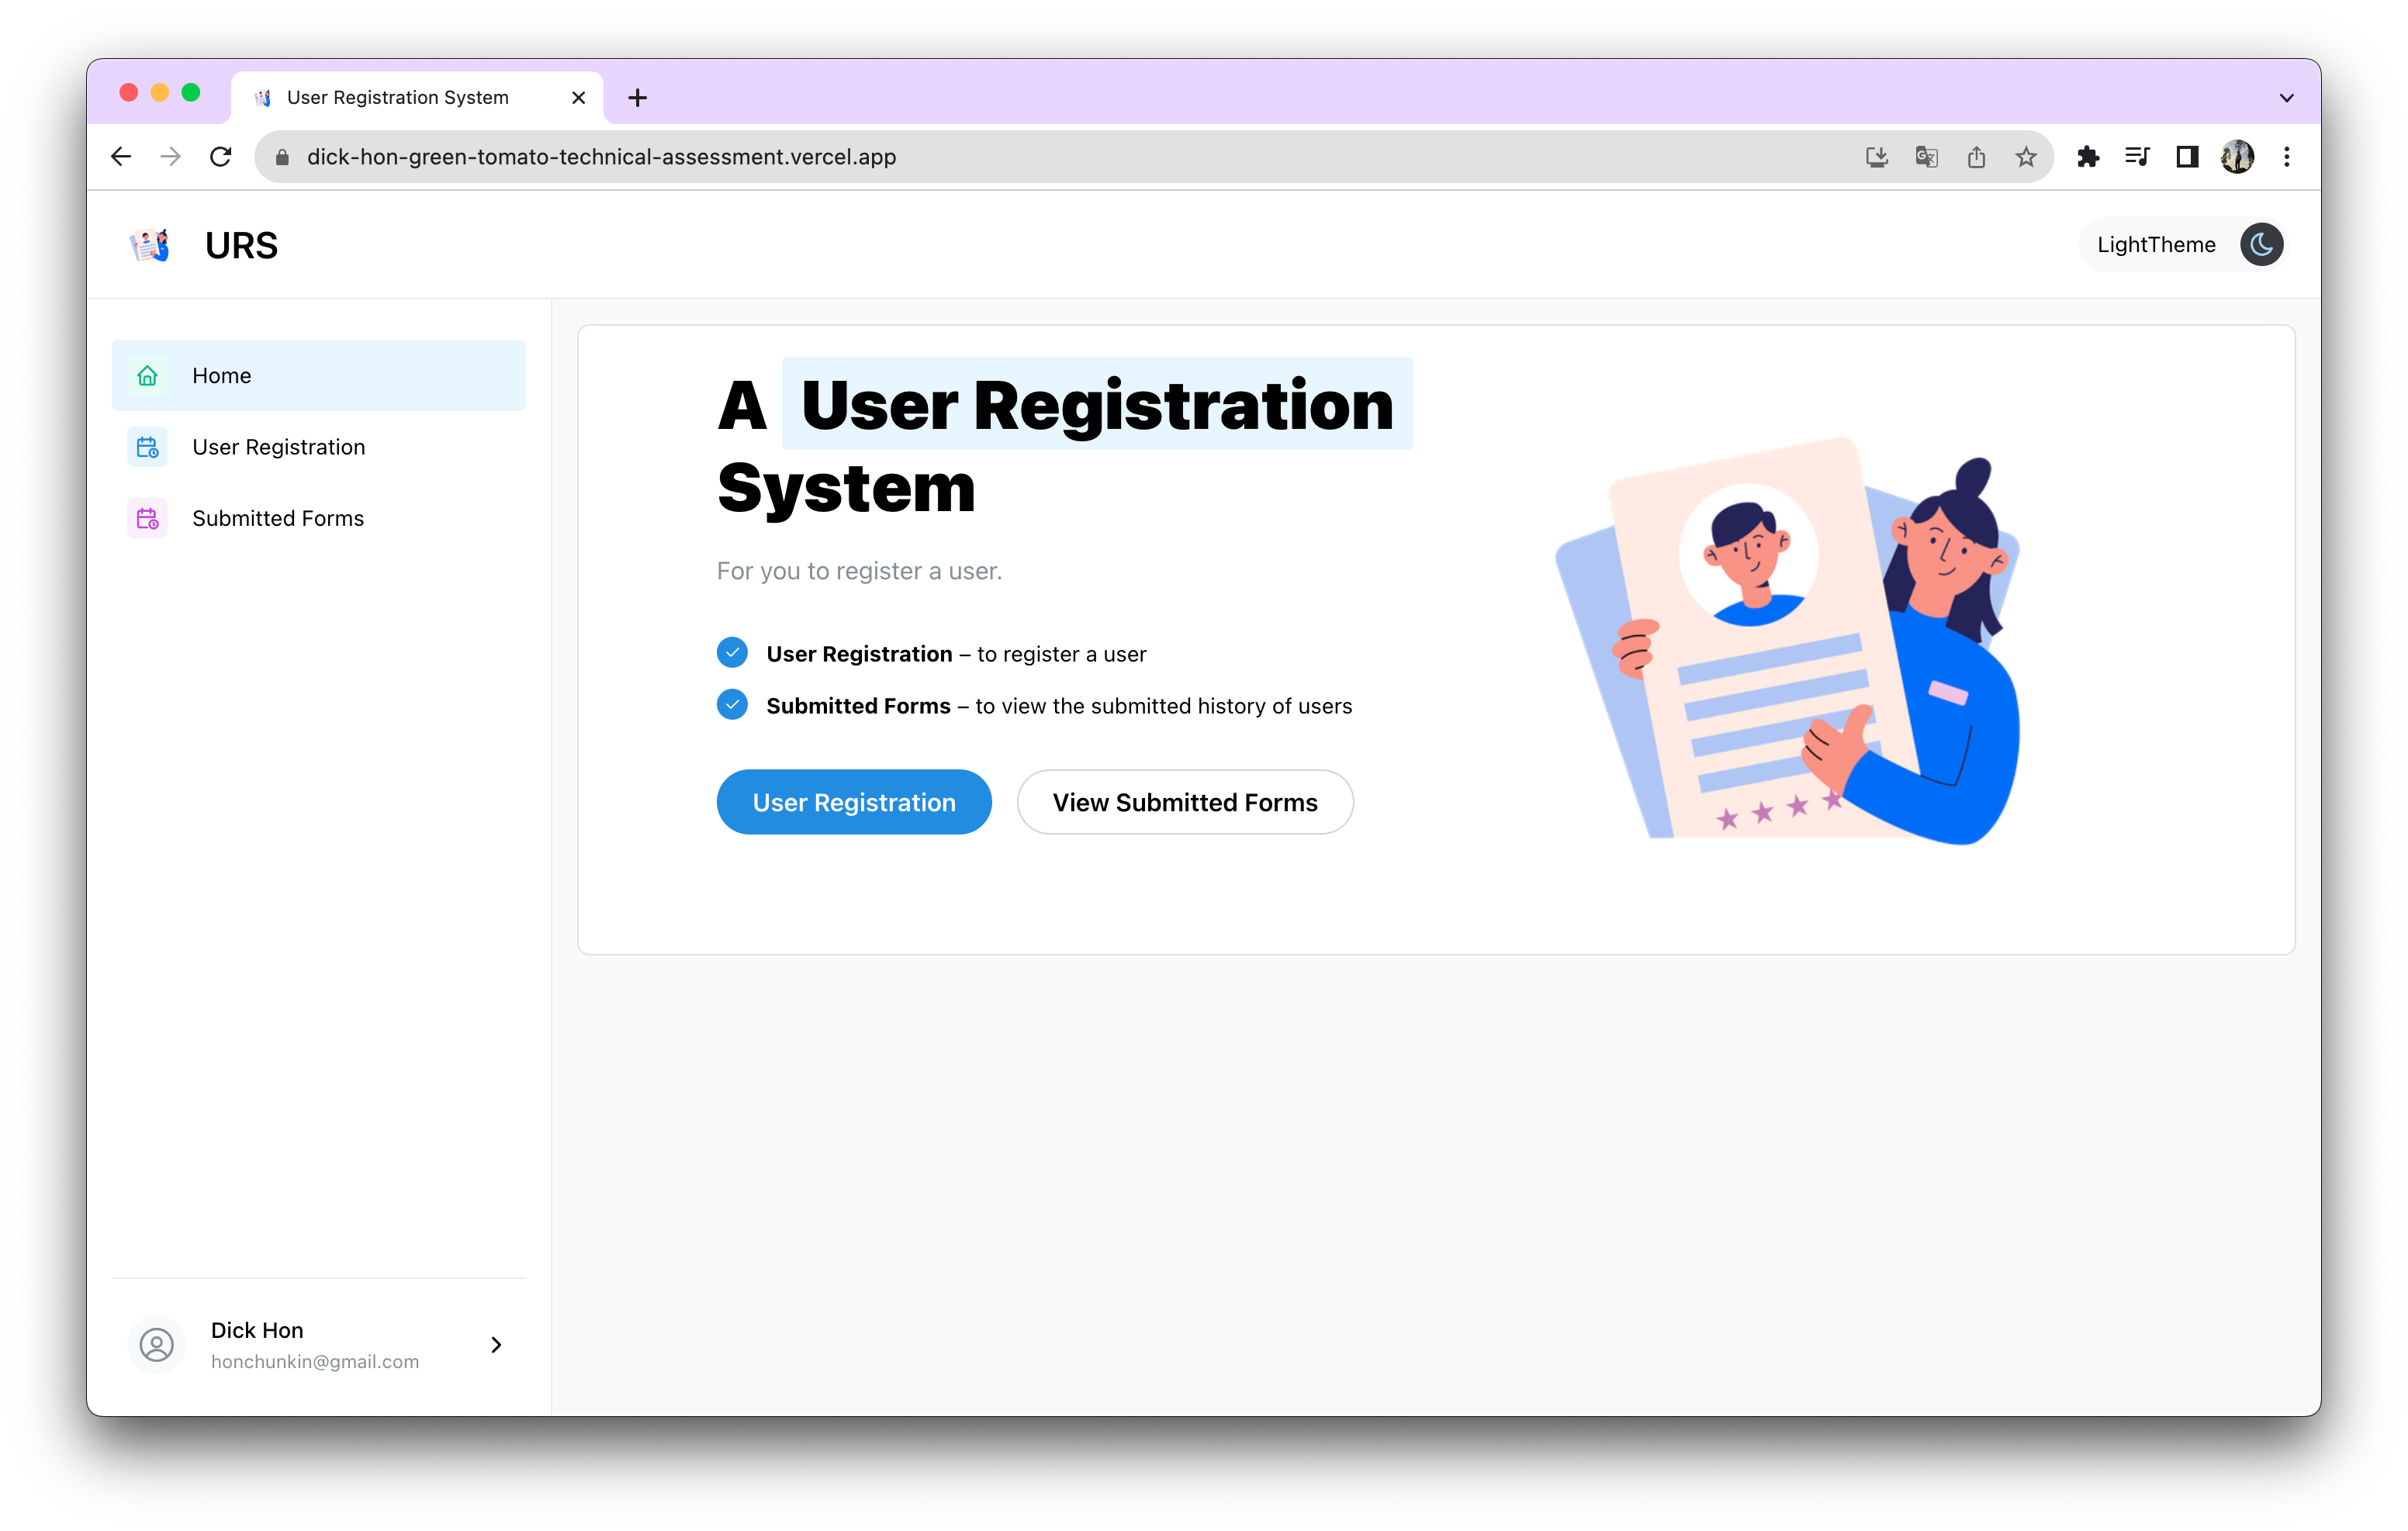 User Registration System
dick-hon-green-tomato-technical-assessment.vercel.app
URS
LightTheme
Home
User Registration
Submitted Forms
A User Registration
System
For you to register a user.
User Registration – to register a user
Submitted Forms – to view the submitted history of users
User Registration
View Submitted Forms
Dick Hon
honchunkin@gmail.com